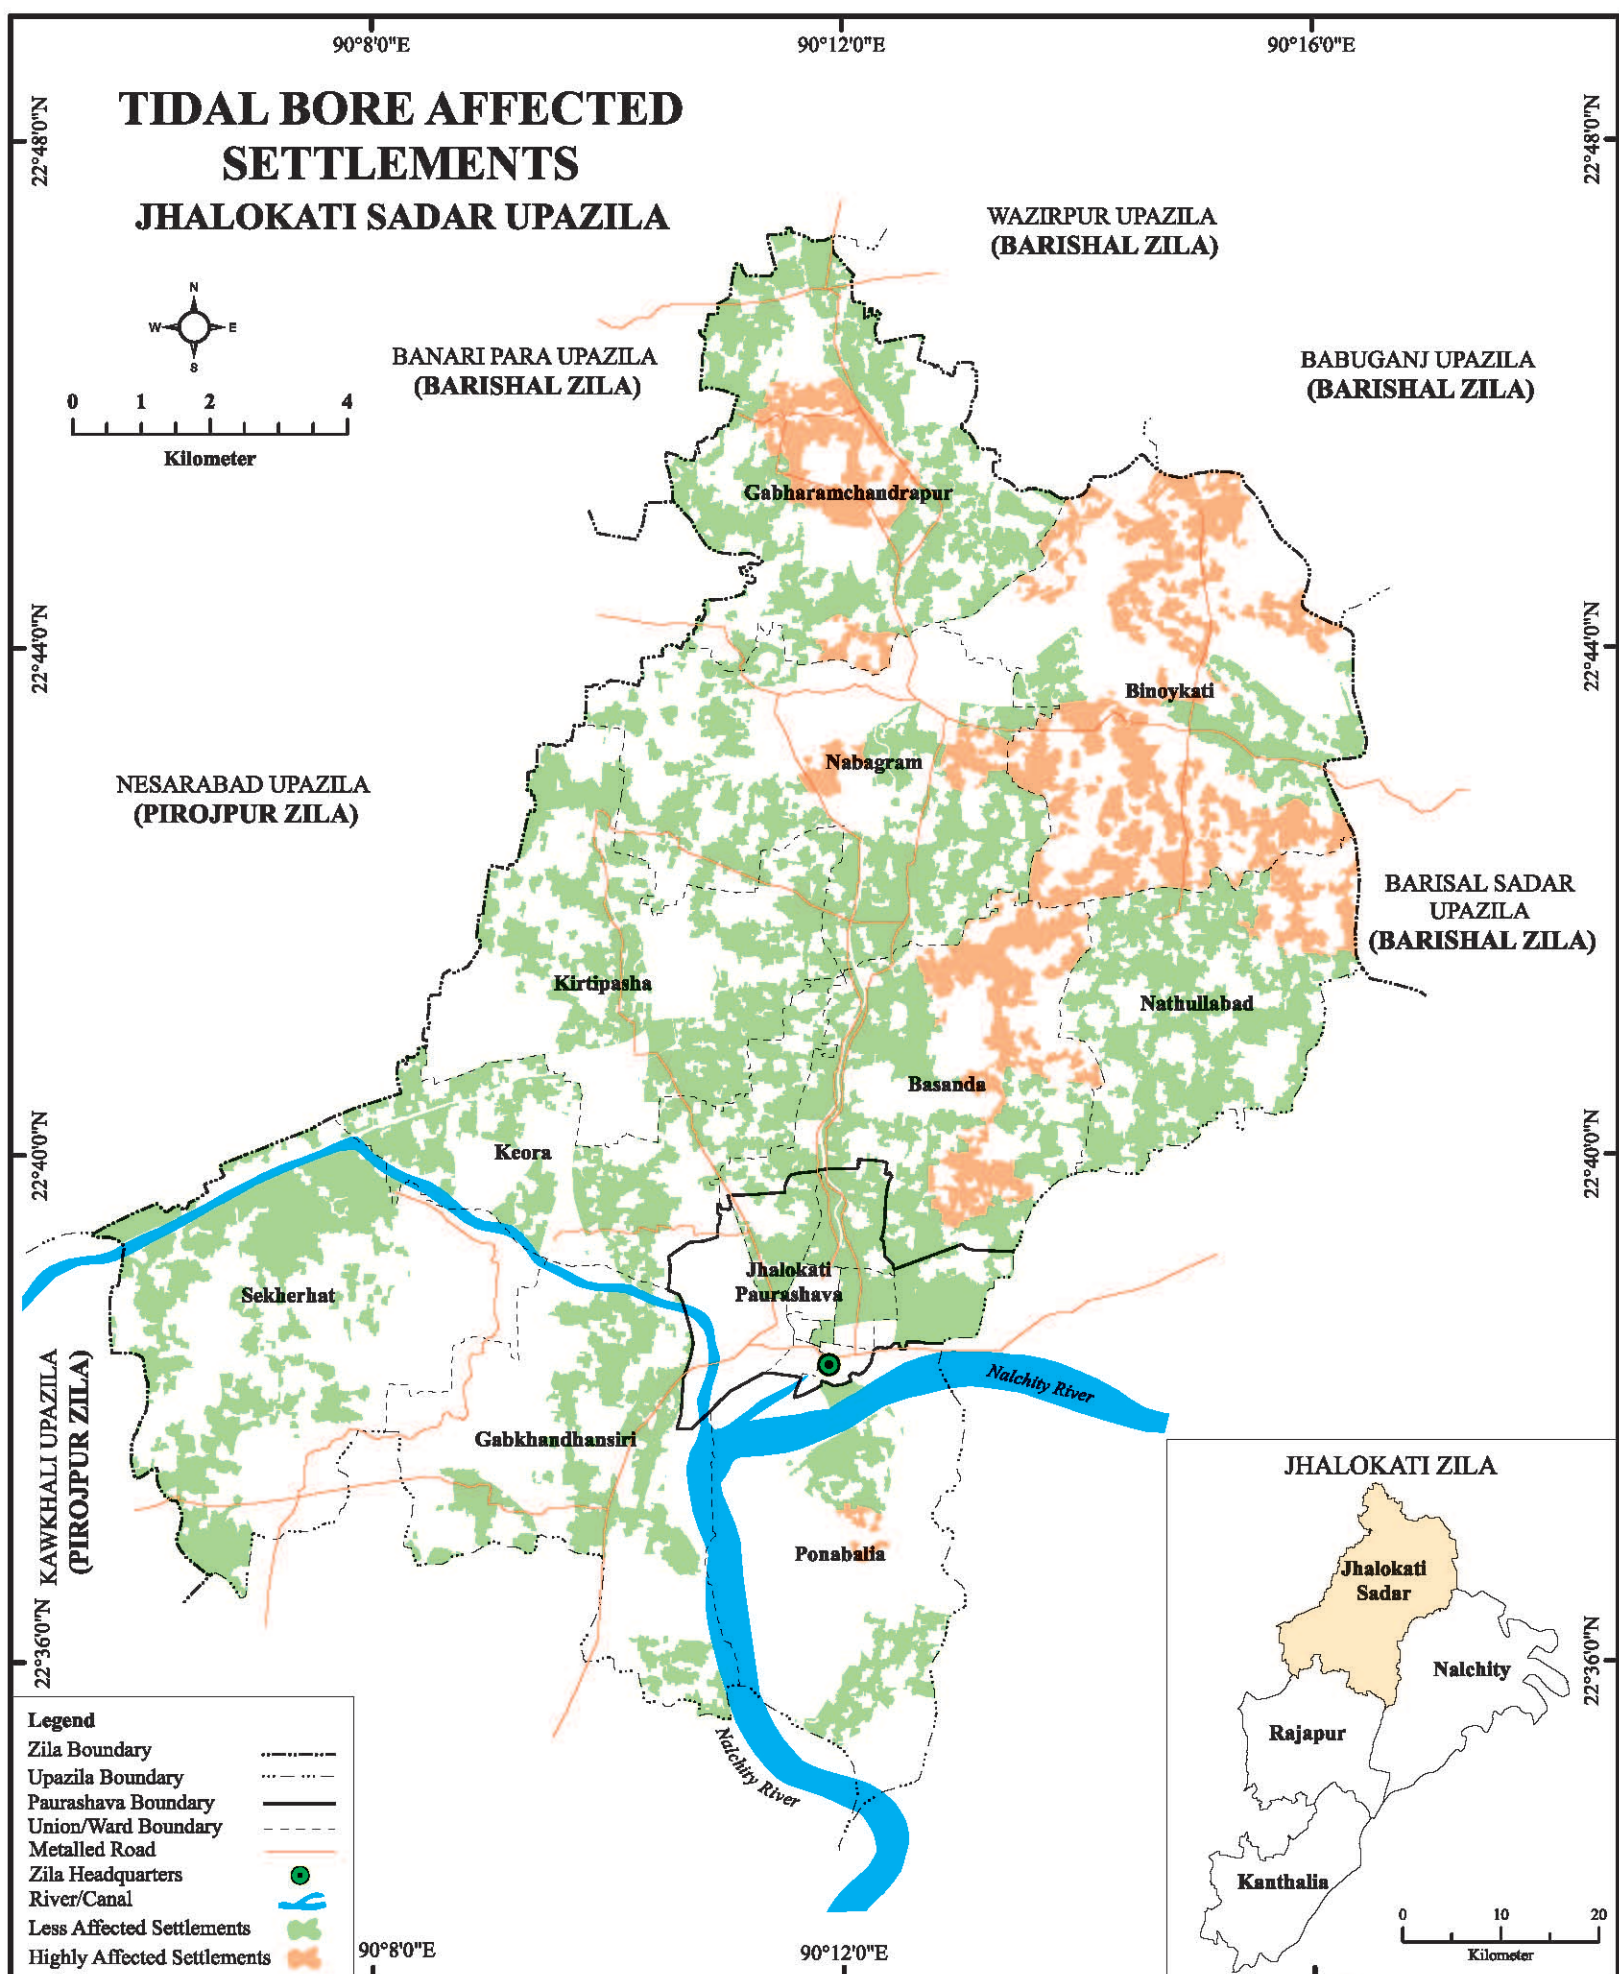 90°8'0"E
90°12'0"E
90°16'0"E
TIDAL BORE AFFECTED
SETTLEMENTS
JHALOKATI SADAR UPAZILA
22°48'0"N
22°48'0"N
WAZIRPUR UPAZILA
(BARISHAL ZILA)
N
W
E
S
BANARI PARA UPAZILA
(BARISHAL ZILA)
BABUGANJ UPAZILA
(BARISHAL ZILA)
0
1
2
4
Kilometer
Gabharamchandrapur
22°44'0"N
22°44'0"N
Binoykati
Nabagram
NESARABAD UPAZILA
(PIROJPUR ZILA)
BARISAL SADAR
UPAZILA
(BARISHAL ZILA)
Kirtipasha
Nathullabad
Basanda
22°40'0"N
22°40'0"N
Keora
Jhalokati
Paurashava
Sekherhat
Nalchity River
KAWKHALI UPAZILA
(PIROJPUR ZILA)
Gabkhandhansiri
Ponabalia
22°36'0"N
22°36'0"N
Nalchity River
JHALOKATI ZILA
Jhalokati
Sadar
Nalchity
Rajapur
Kanthalia
0
10
20
Kilometer
Legend
Zila Boundary
Upazila Boundary
Paurashava Boundary
Union/Ward Boundary
Metalled Road
Zila Headquarters
River/Canal
Less Affected Settlements
Highly Affected Settlements
90°8'0"E
90°12'0"E